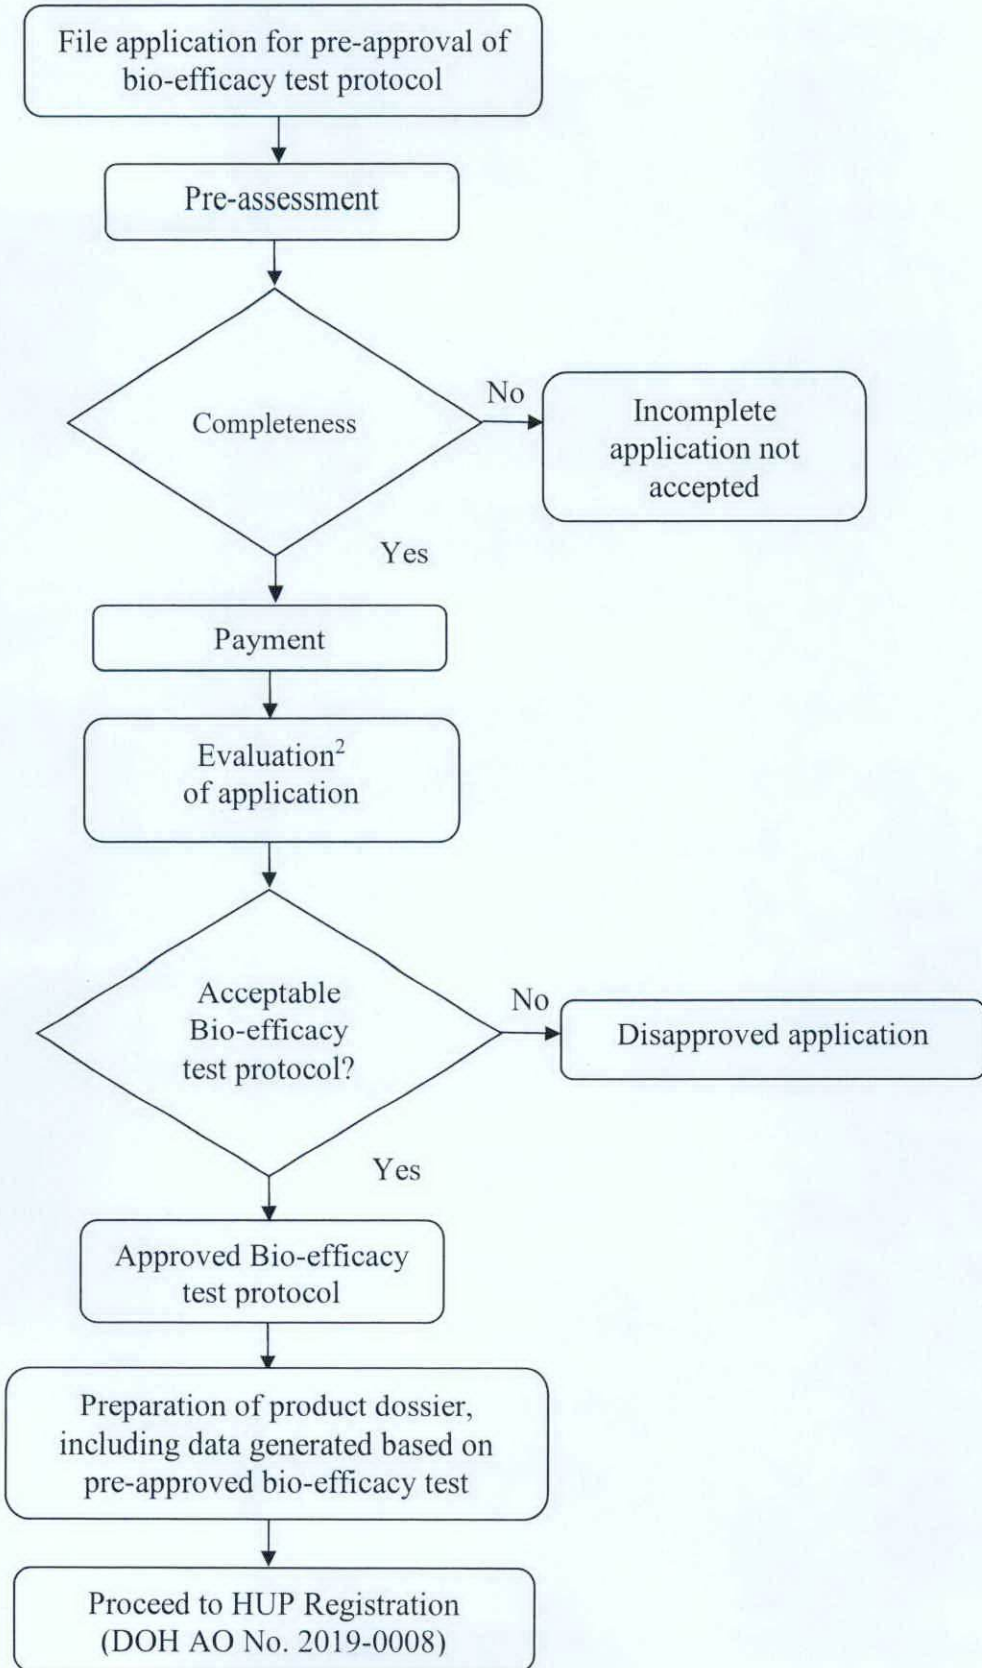 File application for pre-approval of
bio-efficacy test protocol
Pre-assessment
Completeness
No
Incomplete
application not
accepted
Yes
Payment
Evaluation²
of application
Acceptable
Bio-efficacy
test protocol?
No
Disapproved application
Yes
Approved Bio-efficacy
test protocol
Preparation of product dossier,
including data generated based on
pre-approved bio-efficacy test
Proceed to HUP Registration
(DOH AO No. 2019-0008)